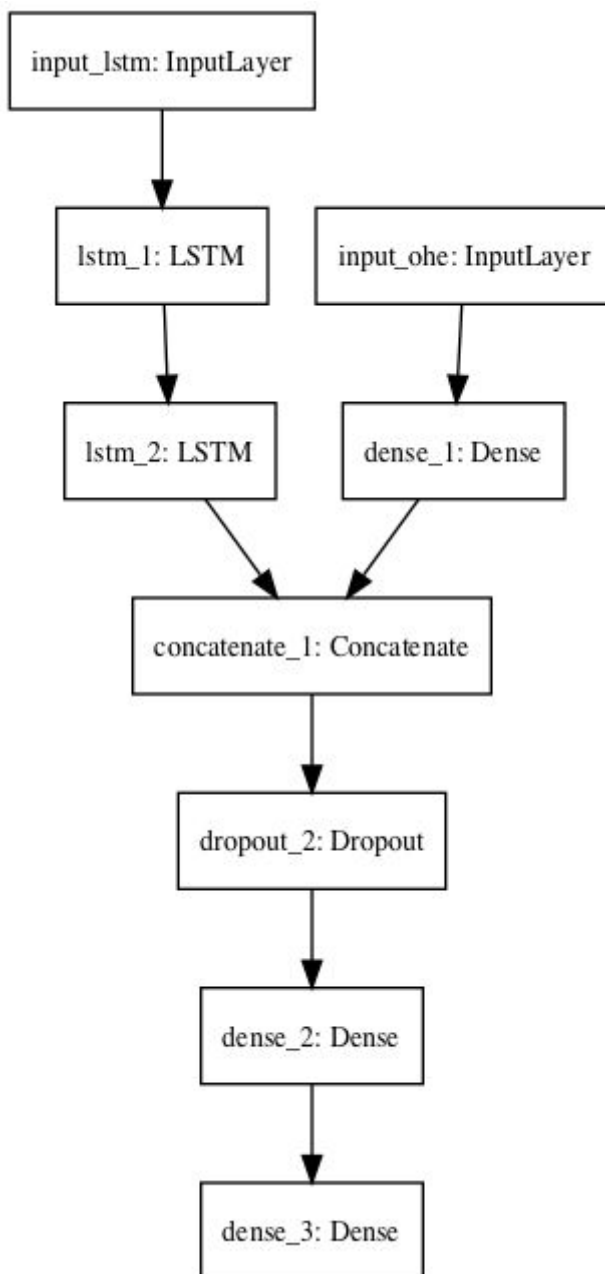 input_lstm: InputLayer
lstm_1: LSTM
input_ohe: InputLayer
lstm_2: LSTM
dense_1: Dense
concatenate_1: Concatenate
dropout_2: Dropout
dense_2: Dense
dense_3: Dense